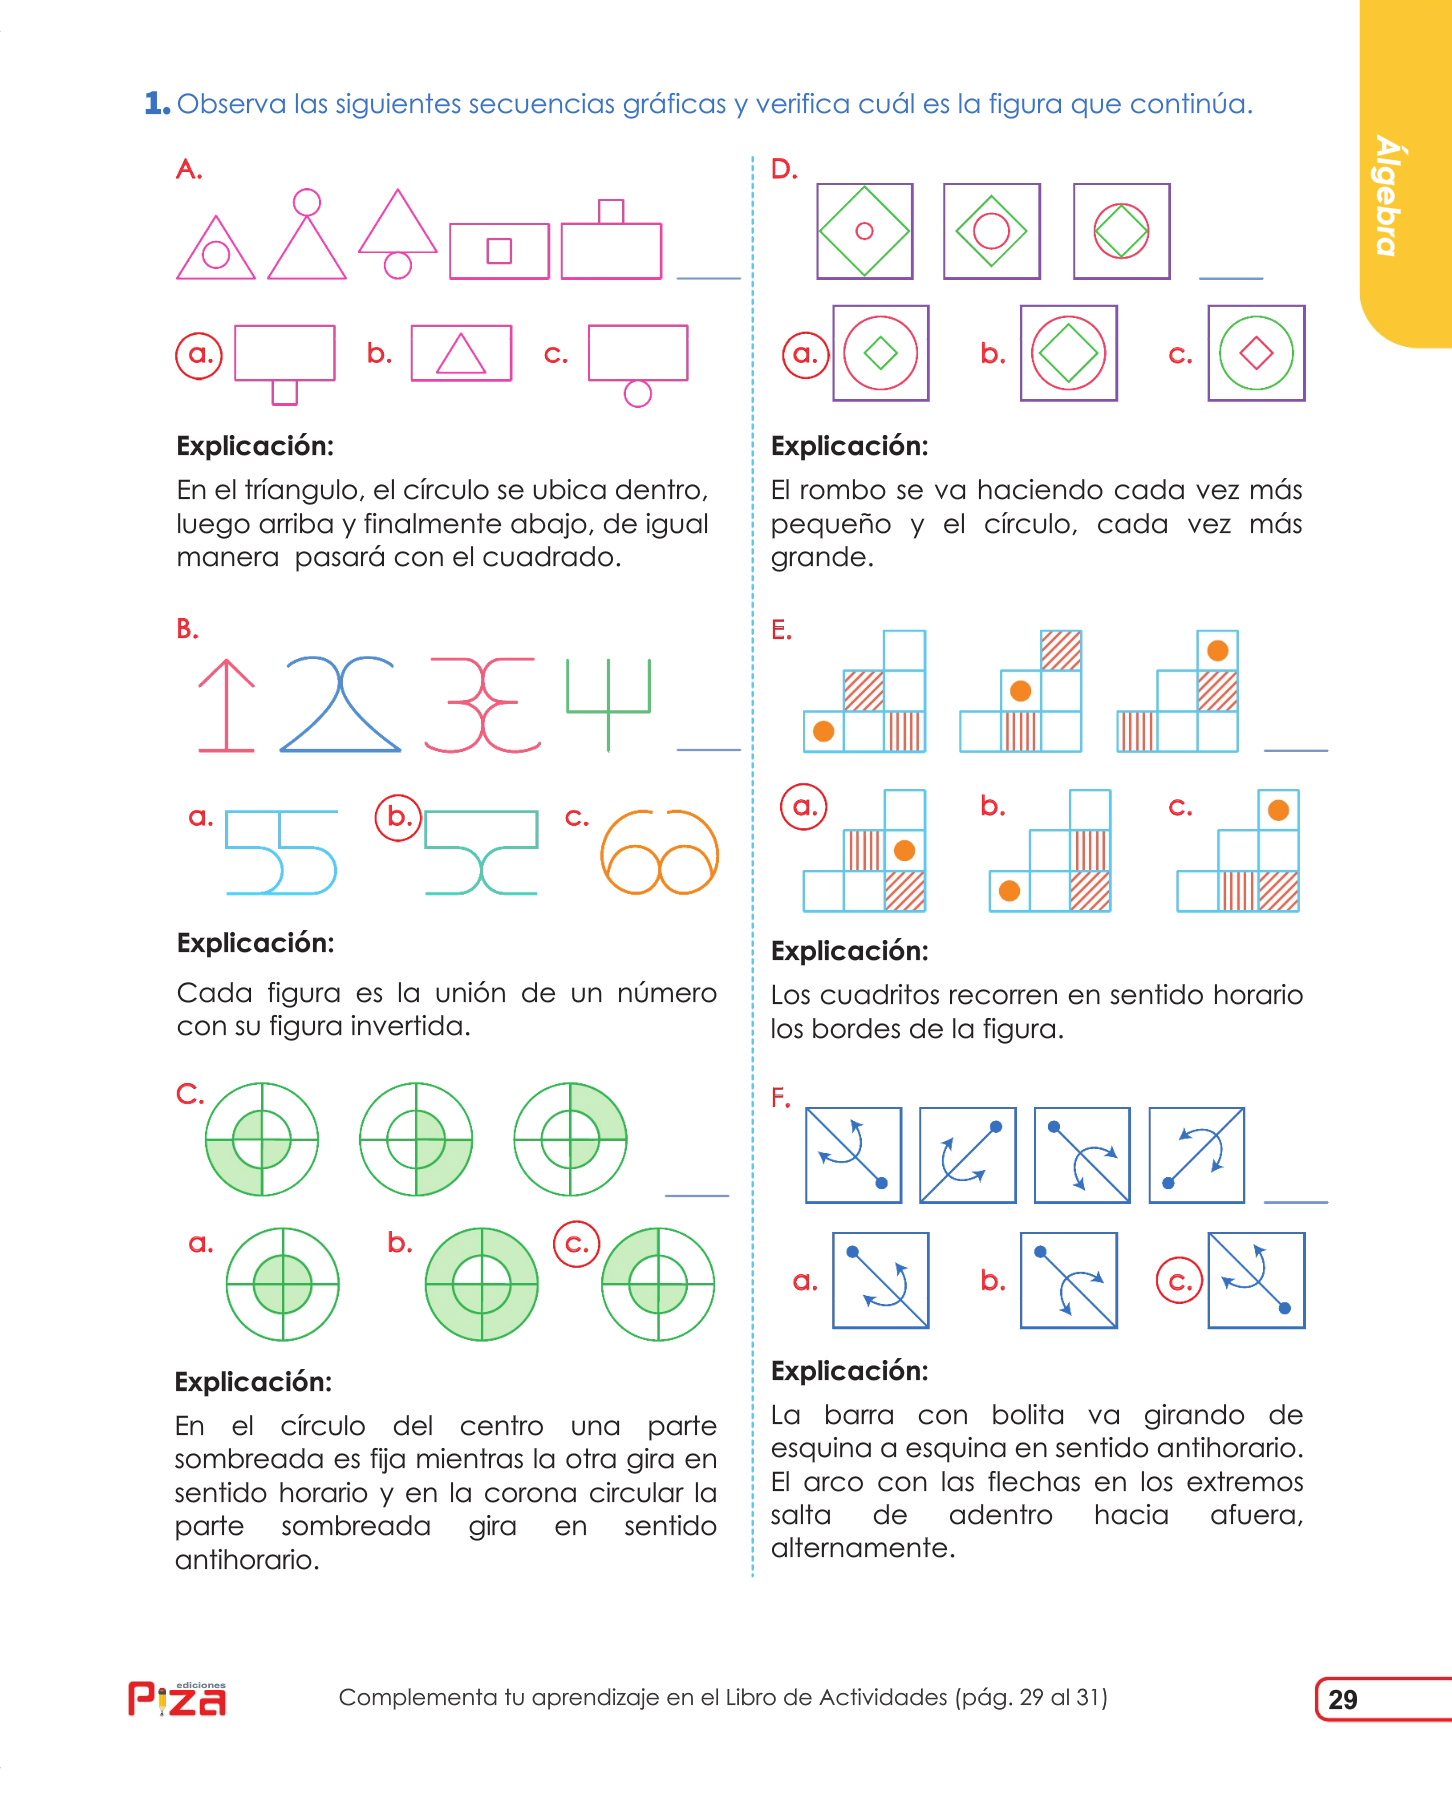 Álgebra
1. Observa las siguientes secuencias gráficas y verifica cuál es la figura que continúa.
A.
a.
b.
c.
Explicación:
En el tríangulo, el círculo se ubica dentro,
luego arriba y finalmente abajo, de igual
manera pasará con el cuadrado.
B.
a.
b.
c.
Explicación:
Cada figura es la unión de un número
con su figura invertida.
C.
a.
b.
c.
Explicación:
En el círculo del centro una parte
sombreada es fija mientras la otra gira en
sentido horario y en la corona circular la
parte sombreada gira en sentido
antihorario.
D.
a.
b.
c.
Explicación:
El rombo se va haciendo cada vez más
pequeño y el círculo, cada vez más
grande.
E.
a.
b.
c.
Explicación:
Los cuadritos recorren en sentido horario
los bordes de la figura.
F.
a.
b.
c.
Explicación:
La barra con bolita va girando de
esquina a esquina en sentido antihorario.
El arco con las flechas en los extremos
salta de adentro hacia afuera,
alternamente.
ediciones
Piza
Complementa tu aprendizaje en el Libro de Actividades (pág. 29 al 31)
29